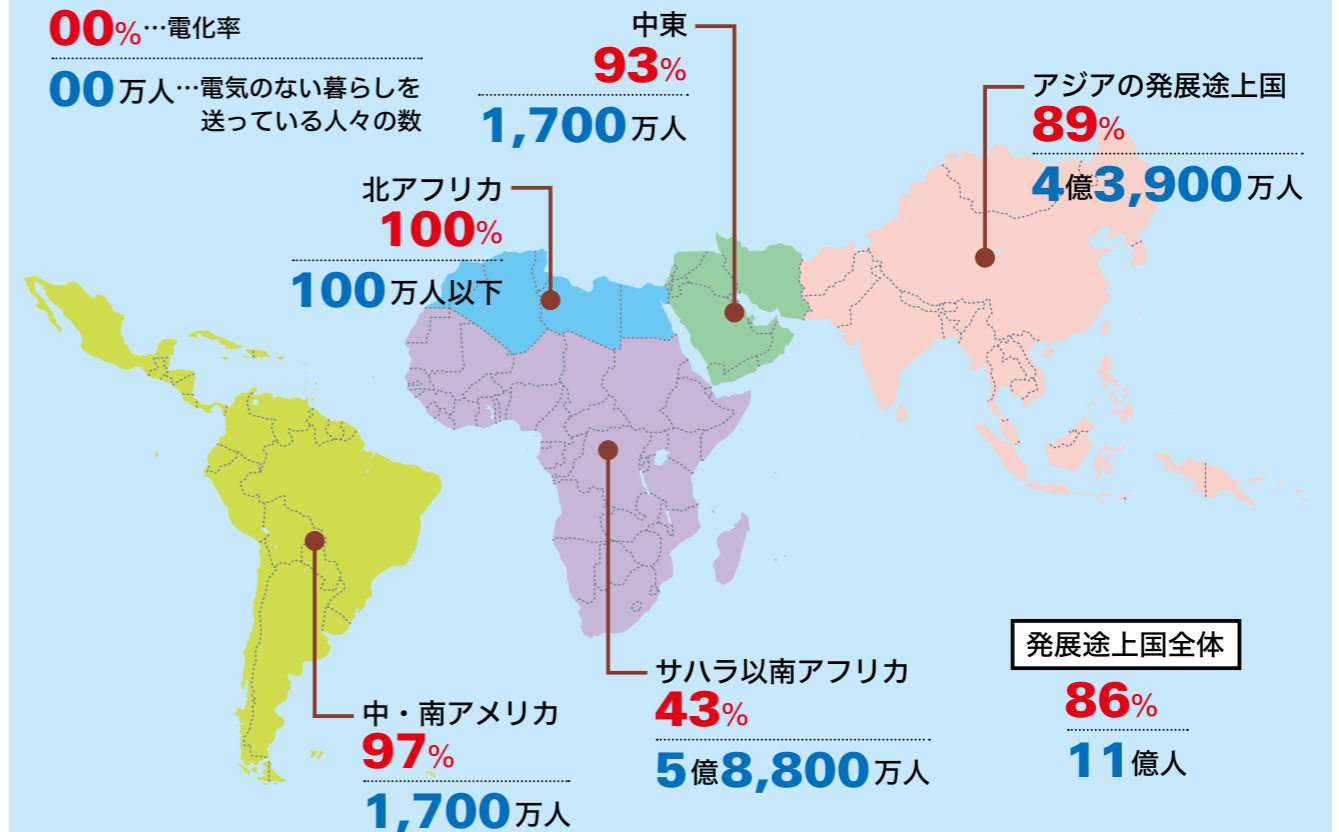 00%…電化率
00万人…電気のない暮らしを
送っている人々の数
中東
93%
1,700万人
アジアの発展途上国
89%
4億3,900万人
北アフリカ
100%
100万人以下
サハラ以南アフリカ
43%
5億8,800万人
中・南アメリカ
97%
1,700万人
発展途上国全体
86%
11億人